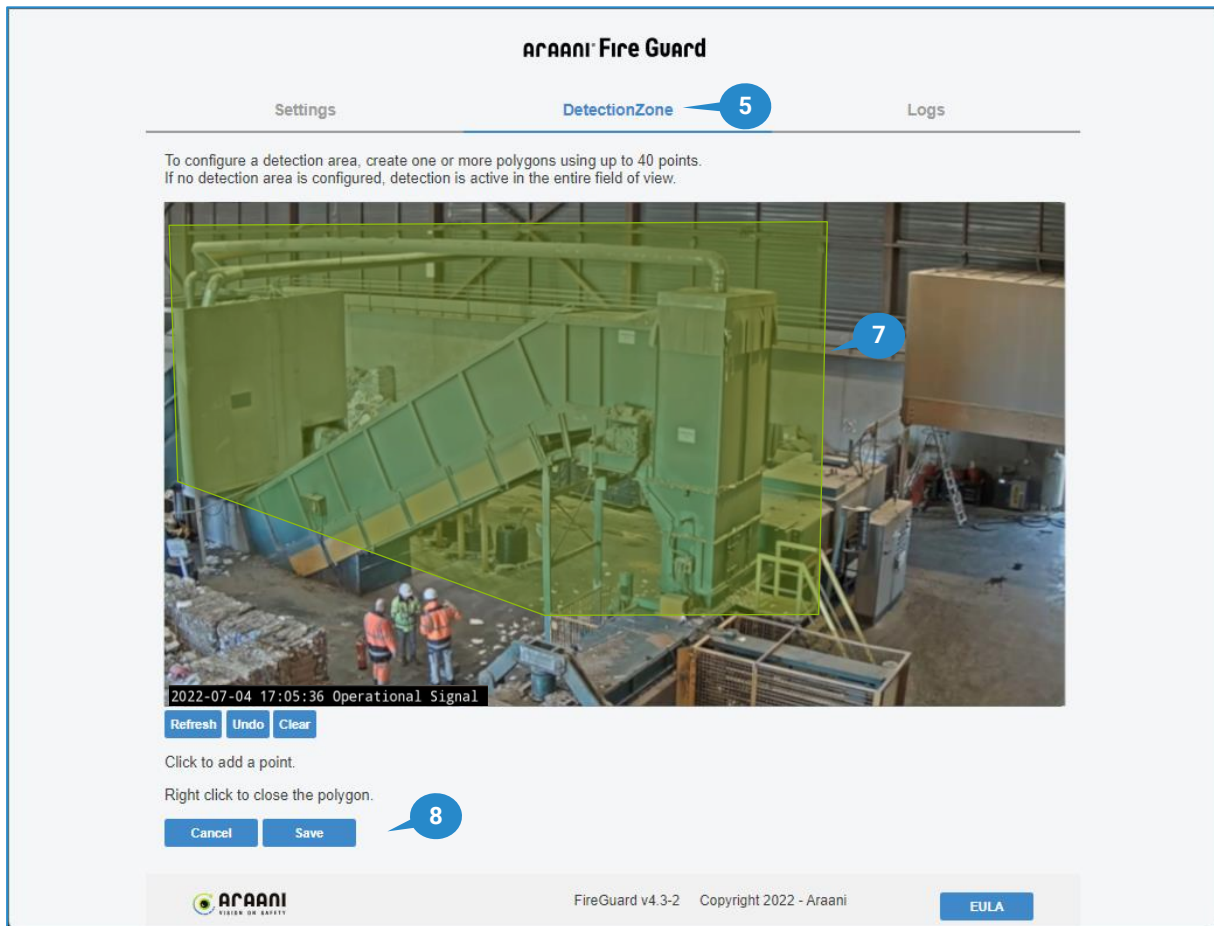 araani Fire Guard
Settings
DetectionZone
5
Logs
To configure a detection area, create one or more polygons using up to 40 points.
If no detection area is configured, detection is active in the entire field of view.
7
2022-07-04 17:05:36 Operational Signal
Refresh
Undo
Clear
Click to add a point.
Right click to close the polygon.
8
Cancel
Save
araani
VISION ON SAFETY
FireGuard v4.3-2 Copyright 2022 - Araani
EULA